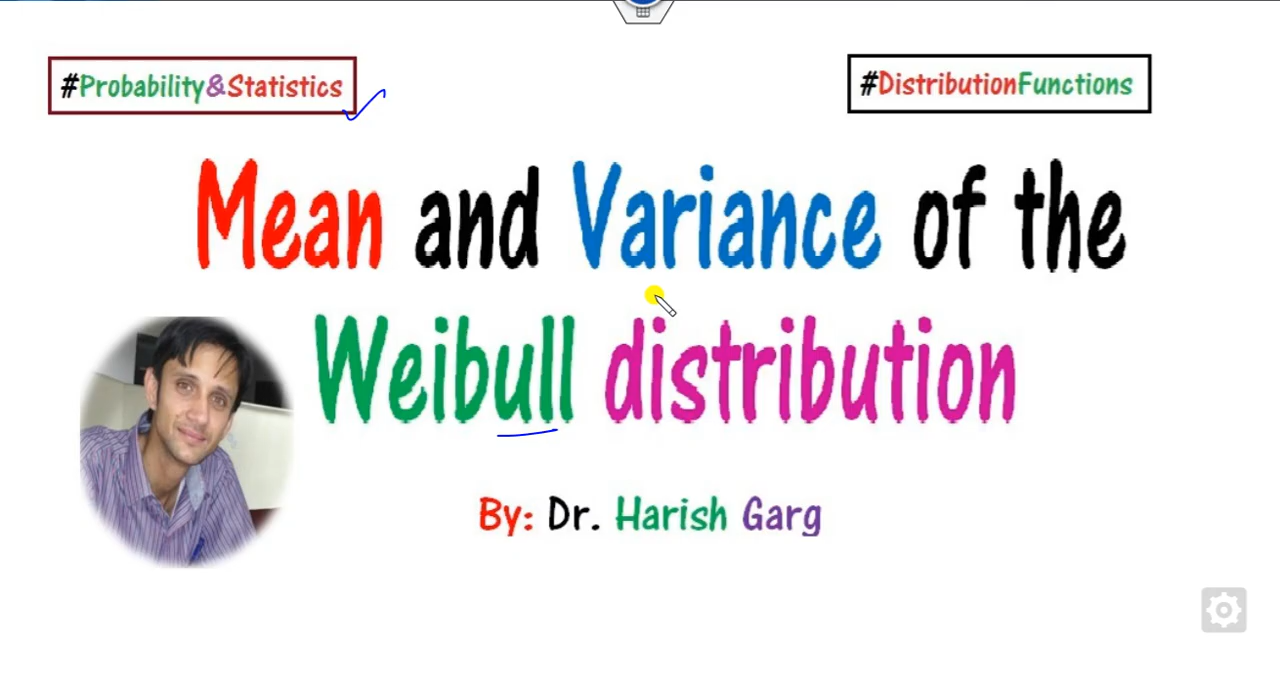 #Probability&Statistics
#DistributionFunctions
Mean and Variance of the
Weibull distribution
By: Dr. Harish Garg